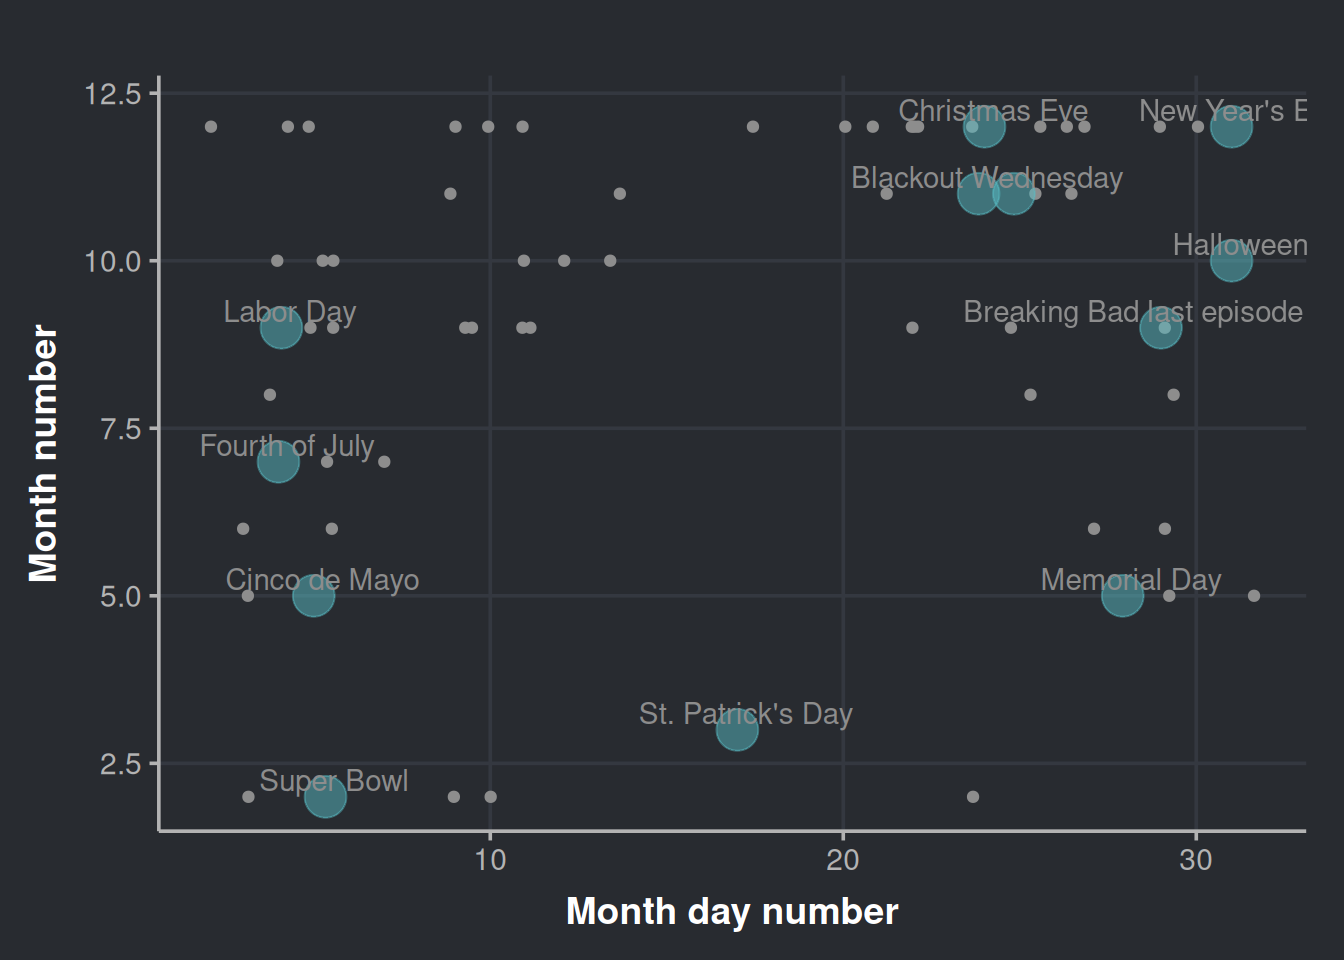 12.5
Christmas Eve
New Year's E
Blackout Wednesday
Halloween
10.0
Labor Day
Breaking Bad last episode
7.5
Fourth of July
Month number
Cinco de Mayo
Memorial Day
5.0
St. Patrick's Day
2.5
Super Bowl
10
20
30
Month day number